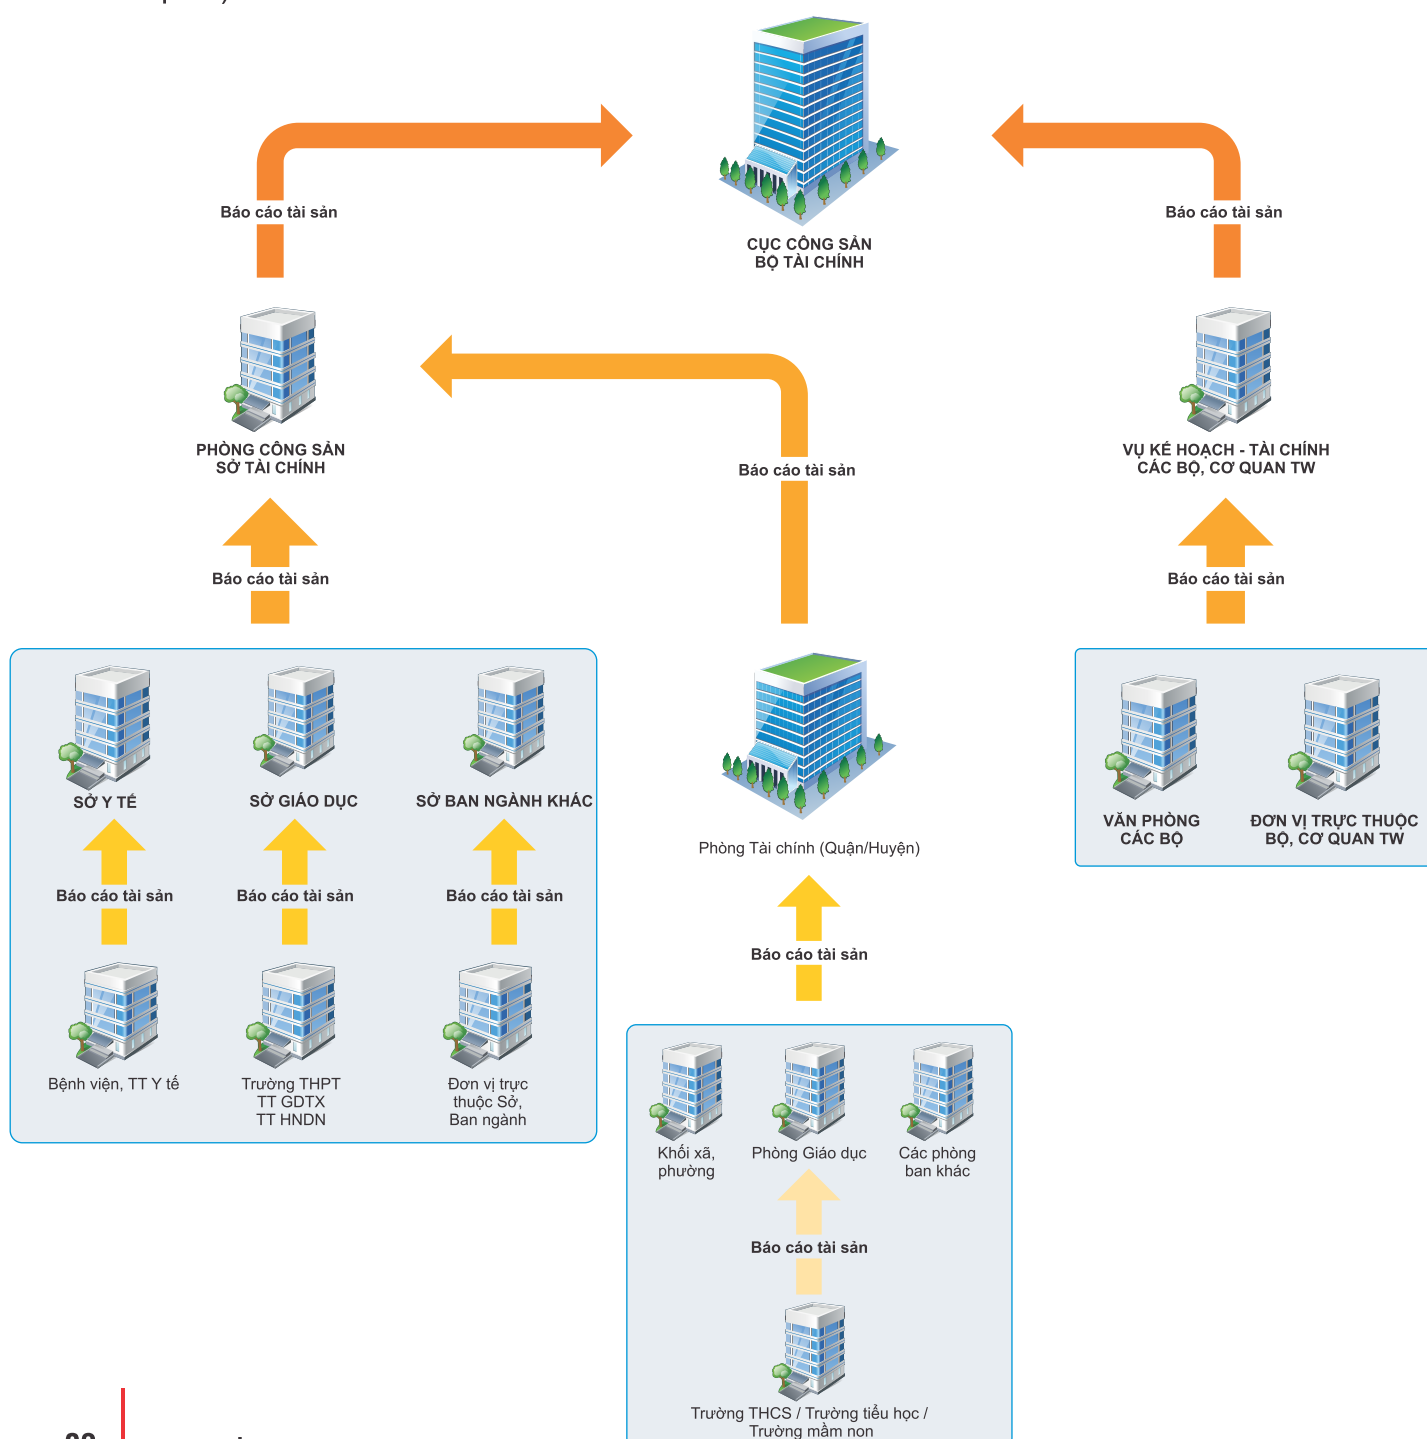 Báo cáo tài sản
Báo cáo tài sản
CỤC CÔNG SẢN
BỘ TÀI CHÍNH
PHÒNG CÔNG SẢN
SỞ TÀI CHÍNH
VỤ KẾ HOẠCH - TÀI CHÍNH
CÁC BỘ, CƠ QUAN TW
Báo cáo tài sản
Báo cáo tài sản
Báo cáo tài sản
SỞ Y TẾ
SỞ GIÁO DỤC
SỞ BAN NGÀNH KHÁC
VĂN PHÒNG
CÁC BỘ
ĐƠN VỊ TRỰC THUỘC
BỘ, CƠ QUAN TW
Phòng Tài chính (Quận/Huyện)
Báo cáo tài sản
Báo cáo tài sản
Báo cáo tài sản
Báo cáo tài sản
Bệnh viện, TT Y tế
Trường THPT
TT GDTX
TT HNDN
Đơn vị trực
thuộc Sở,
Ban ngành
Khối xã,
phường
Phòng Giáo dục
Các phòng
ban khác
Báo cáo tài sản
Trường THCS / Trường tiểu học /
Trường mầm non